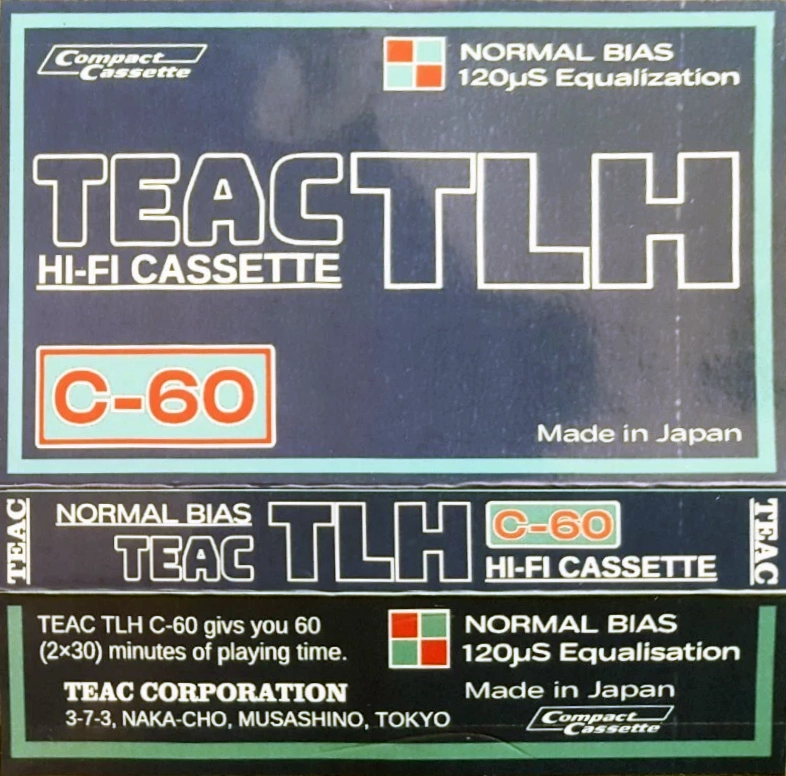 Compact
Cassette
NORMAL BIAS
120µS Equalization
TEAC TLH
HI-FI CASSETTE
C-60
Made in Japan
TEAC
NORMAL BIAS
TEAC TLH
C-60
HI-FI CASSETTE
TEAC
TEAC TLH C-60 givs you 60
(2×30) minutes of playing time.
TEAC CORPORATION
3-7-3, NAKA-CHO, MUSASHINO, TOKYO
NORMAL BIAS
120µS Equalisation
Made in Japan
Compact
Cassette